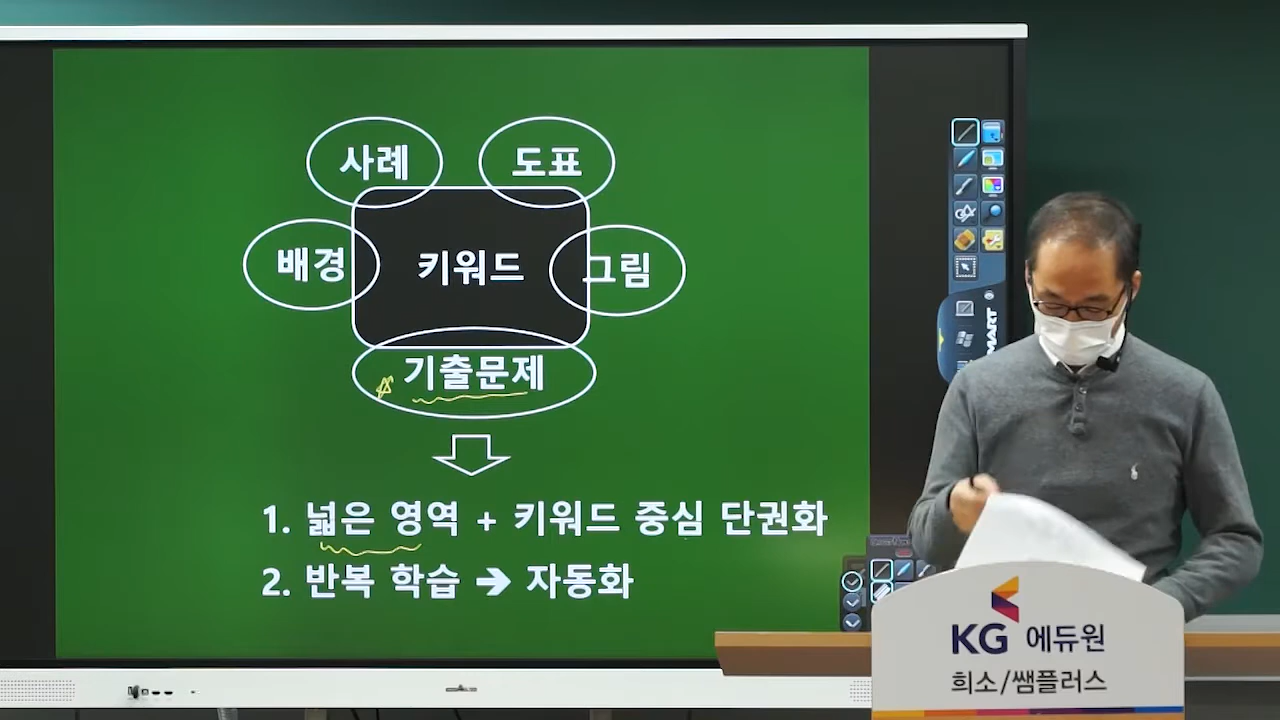 사례
도표
배경
키워드
그림
기출문제
1. 넓은 영역 + 키워드 중심 단권화
2. 반복 학습 → 자동화
KG 에듀원
희소/쌤플러스